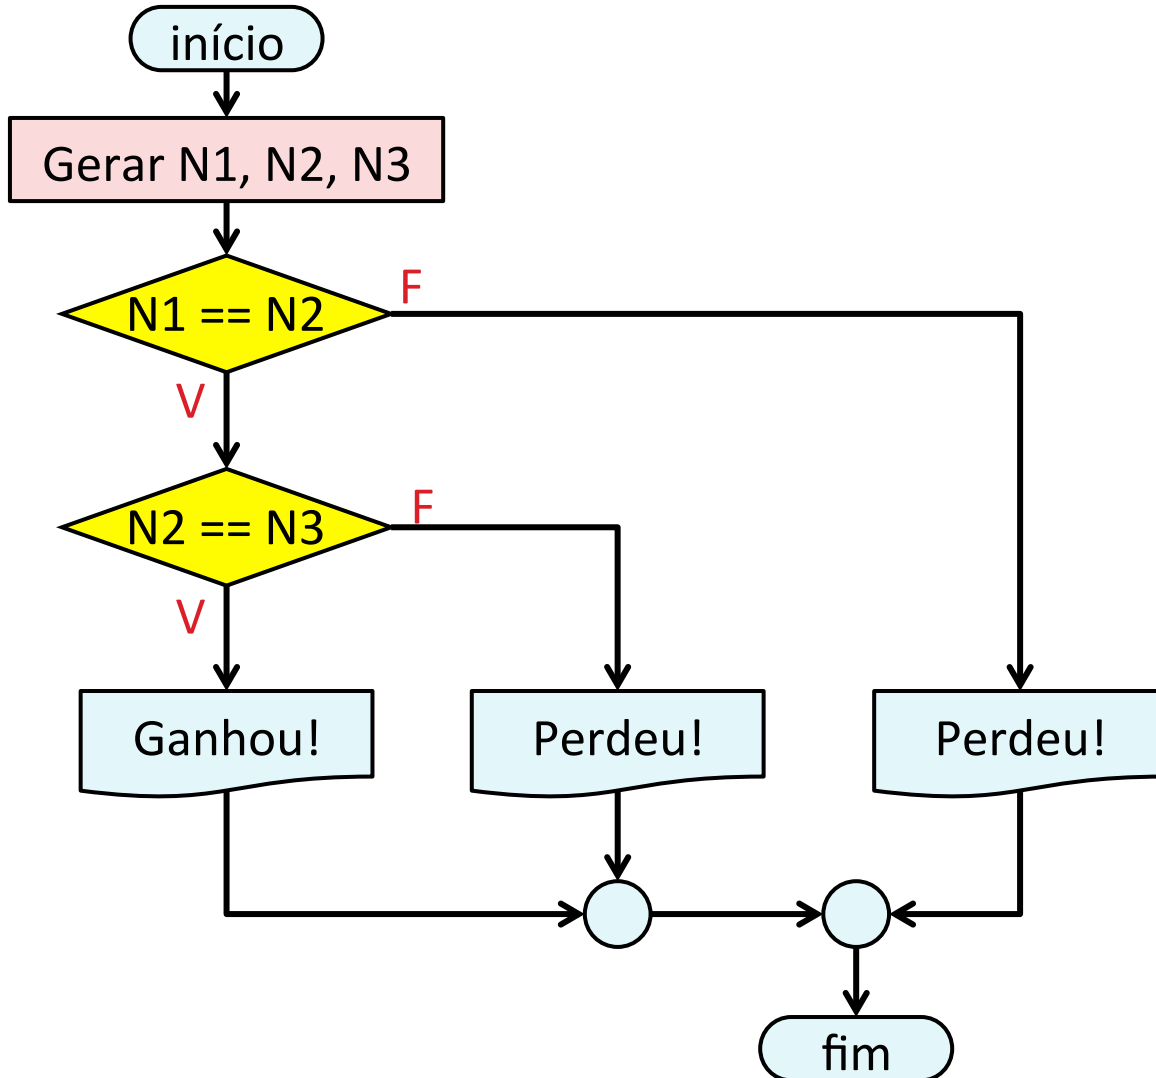 início
Gerar N1, N2, N3
N1 == N2
F
V
N2 == N3
F
V
Ganhou!
Perdeu!
Perdeu!
fim